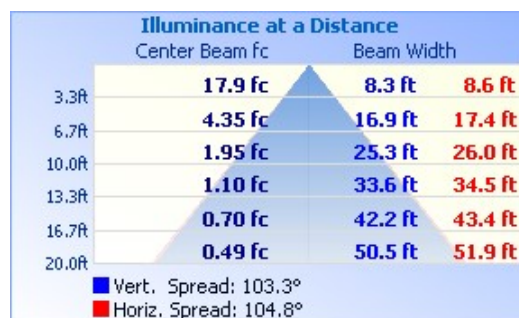 Illuminance at a Distance
Center Beam fc Beam Width
17.9 fc 8.3 ft 8.6 ft
3.3ft
4.35 fc 16.9 ft 17.4 ft
6.7ft
1.95 fc 25.3 ft 26.0 ft
10.0ft
1.10 fc 33.6 ft 34.5 ft
13.3ft
0.70 fc 42.2 ft 43.4 ft
16.7ft
0.49 fc 50.5 ft 51.9 ft
20.0ft
Vert. Spread: 103.3°
Horiz. Spread: 104.8°